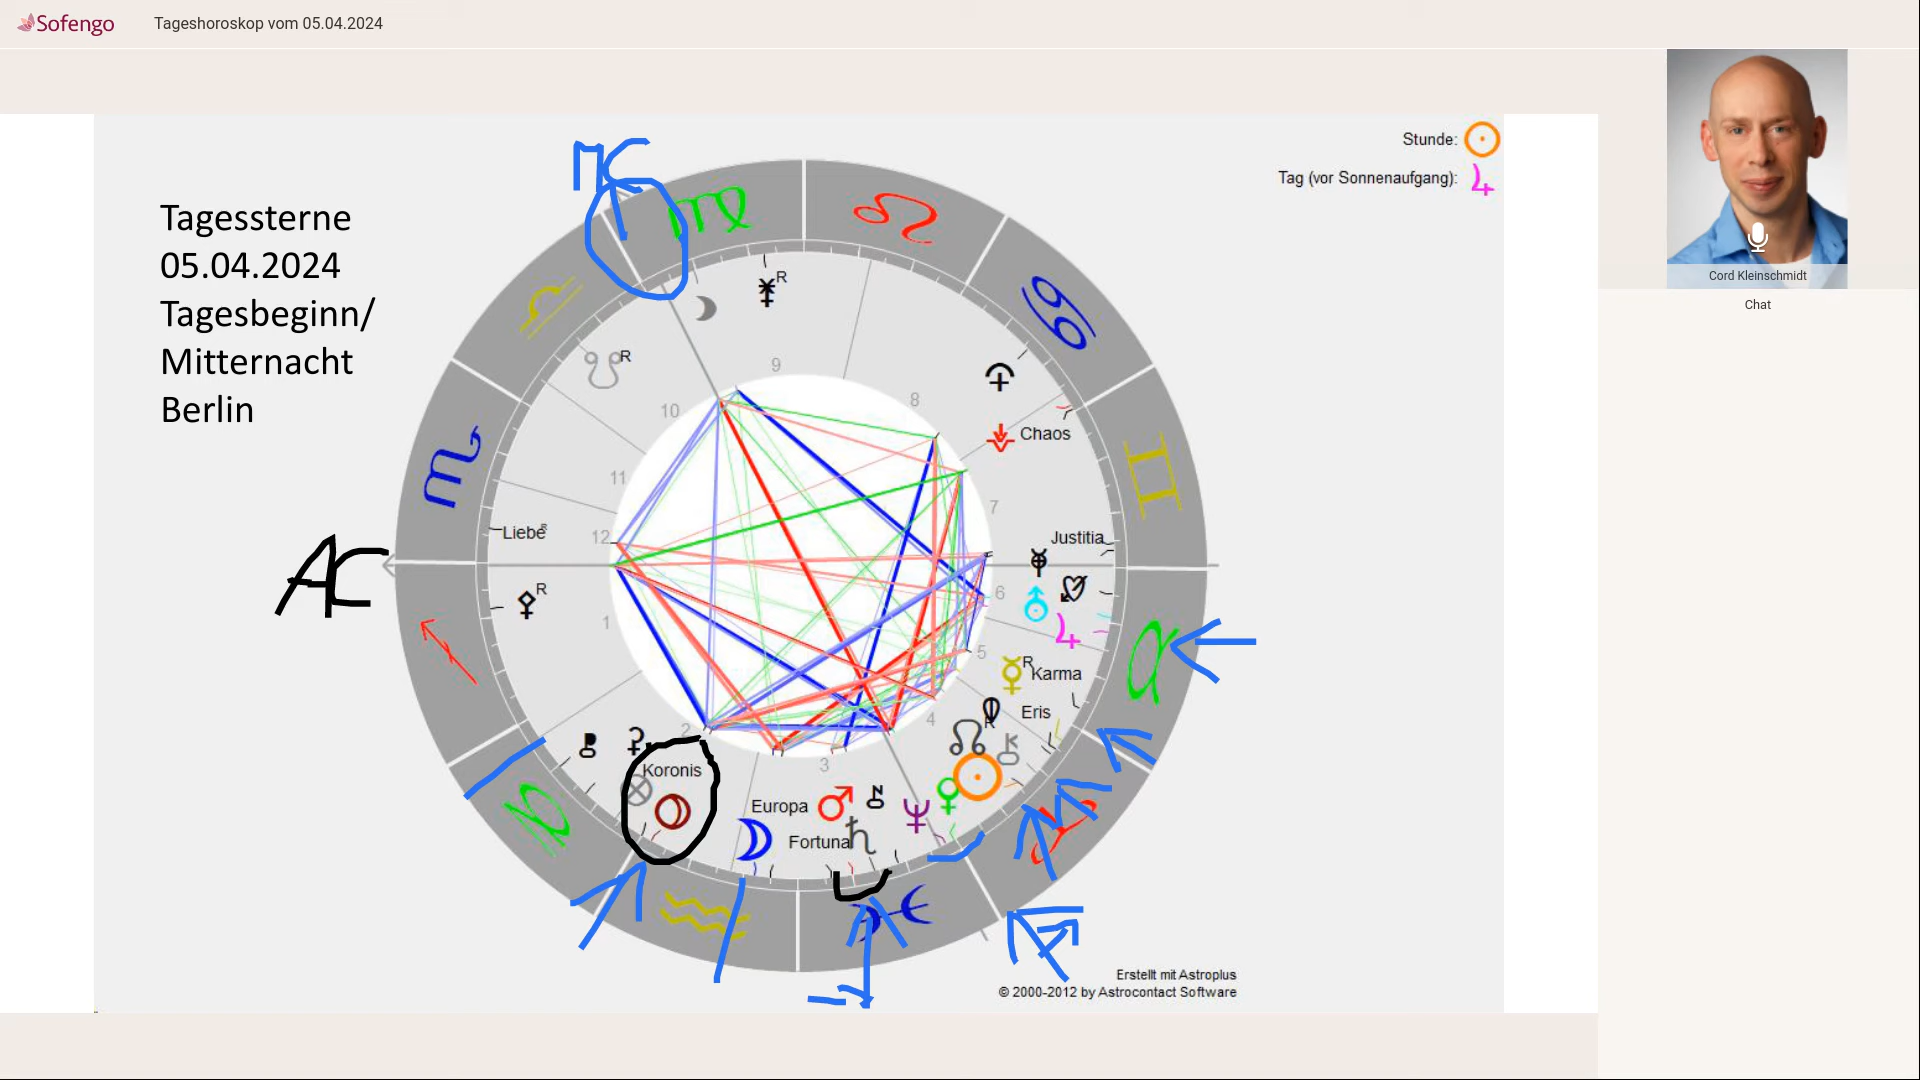 Sofengo
Tageshoroskop vom 05.04.2024
Tagessterne
05.04.2024
Tagesbeginn/
Mitternacht
Berlin
Stunde:
Tag (vor Sonnenaufgang):
MC
R
R
9
10
8
Chaos
11
7
12
Liebe
R
Justitia
AC
R
6
1
5
R
Karma
Eris
4
R
2
3
Koronis
Europa
Fortuna
Erstellt mit Astroplus
© 2000-2012 by Astrocontact Software
Cord Kleinschmidt
Chat